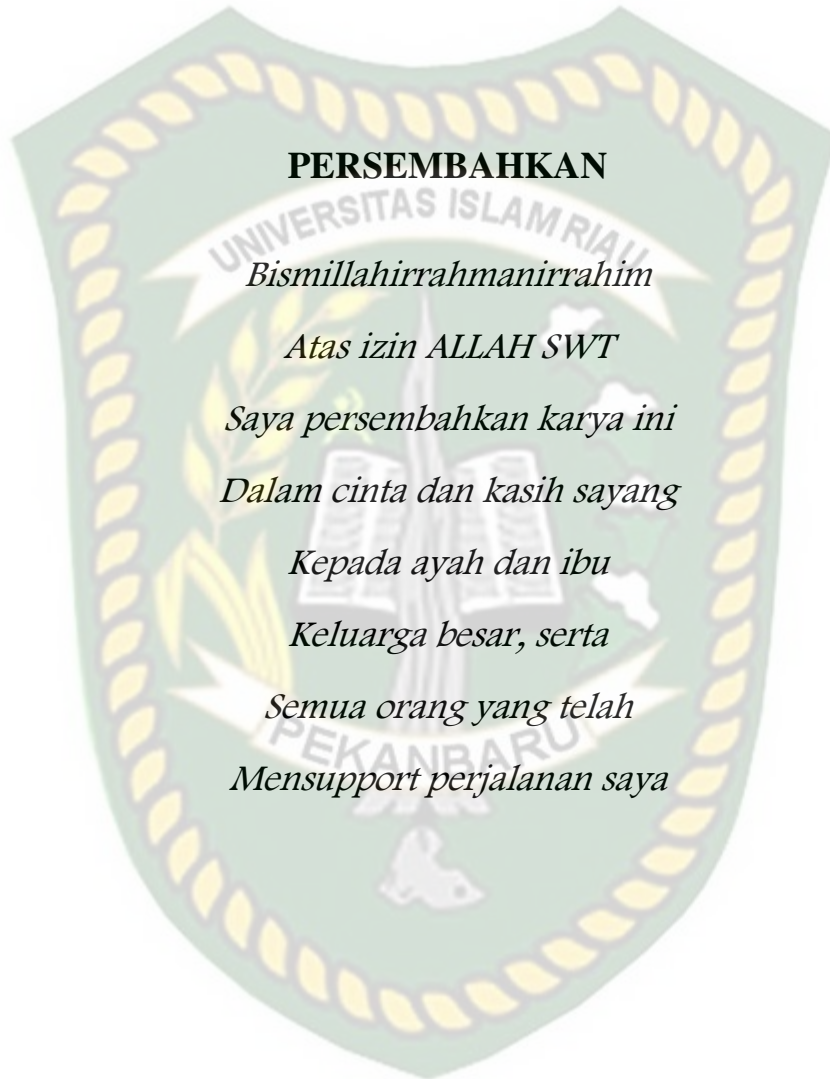 PERSEMBAHKAN
UNIVERSITAS ISLAM RIAU
Bismillahirrahmanirrahim
Atas izin ALLAH SWT
Saya persembahkan karya ini
Dalam cinta dan kasih sayang
Kepada ayah dan ibu
Keluarga besar, serta
Semua orang yang telah
PEKANBARU
Mensupport perjalanan saya